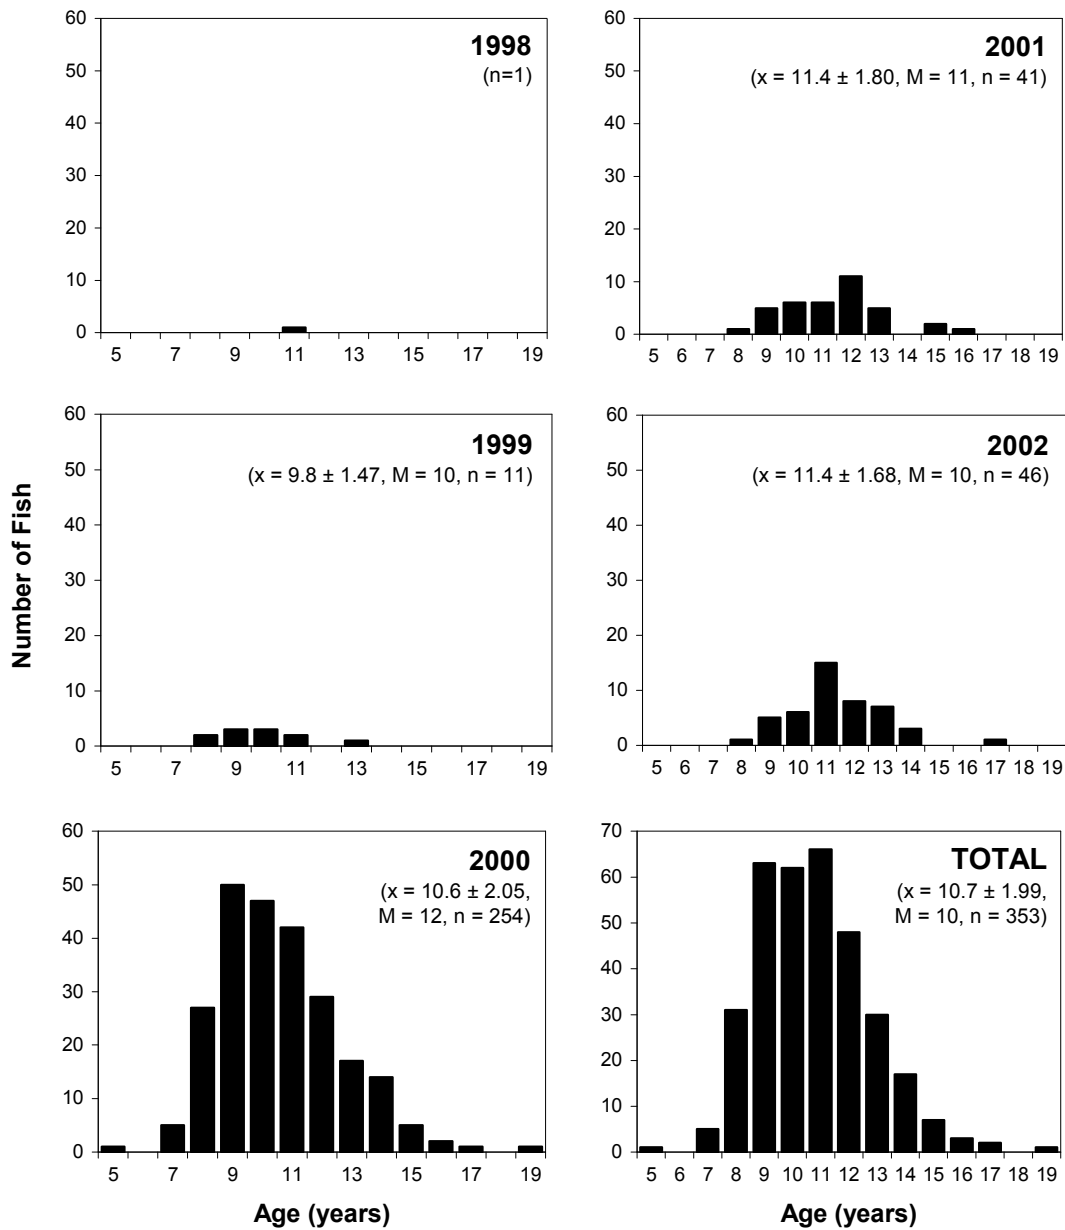 1998
(n=1)
60
50
40
30
20
10
0
5 7 9 11 13 15 17 19
2001
(x = 11.4 ± 1.80, M = 11, n = 41)
60
50
40
30
20
10
0
5 6 7 8 9 10 11 12 13 14 15 16 17 18 19
Number of Fish
1999
(x = 9.8 ± 1.47, M = 10, n = 11)
60
50
40
30
20
10
0
5 7 9 11 13 15 17 19
2002
(x = 11.4 ± 1.68, M = 10, n = 46)
60
50
40
30
20
10
0
5 6 7 8 9 10 11 12 13 14 15 16 17 18 19
2000
(x = 10.6 ± 2.05,
M = 12, n = 254)
60
50
40
30
20
10
0
5 7 9 11 13 15 17 19
Age (years)
TOTAL
(x = 10.7 ± 1.99,
M = 10, n = 353)
70
60
50
40
30
20
10
0
5 6 7 8 9 10 11 12 13 14 15 16 17 18 19
Age (years)